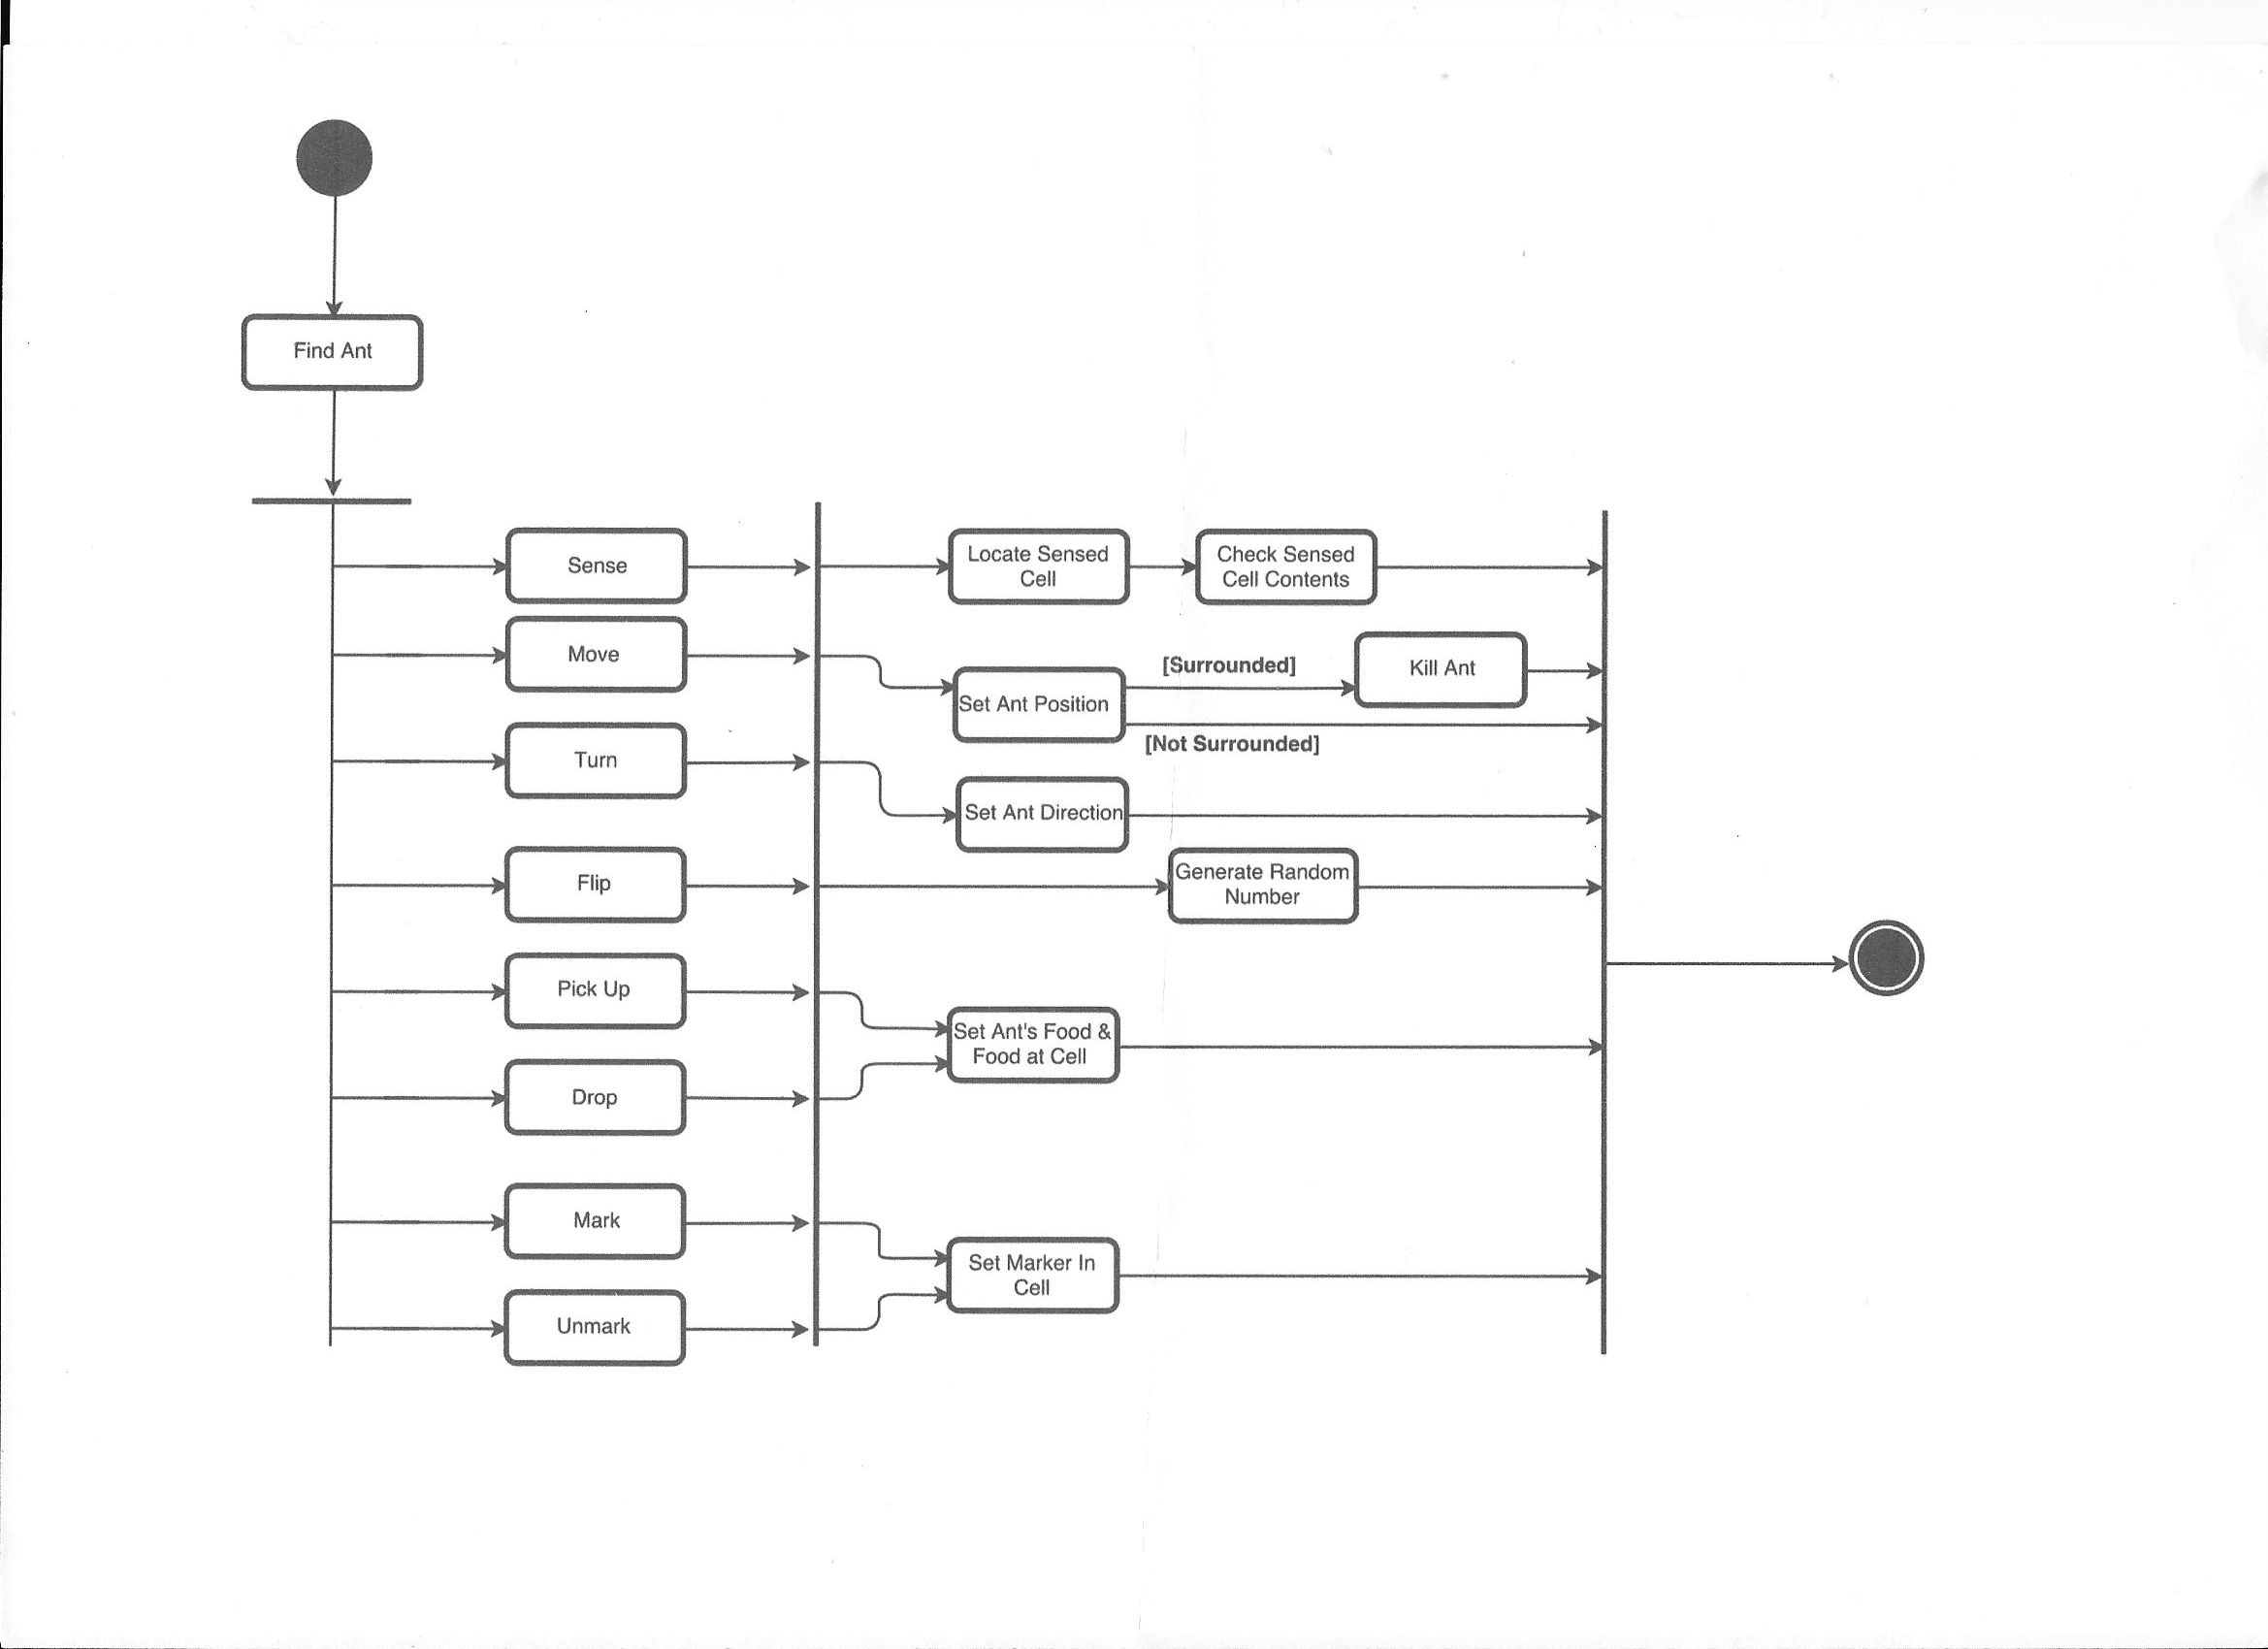 Find Ant
Sense
Locate Sensed
Cell
Check Sensed
Cell Contents
Move
[Surrounded]
Kill Ant
Set Ant Position
[Not Surrounded]
Turn
Set Ant Direction
Flip
Generate Random
Number
Pick Up
Set Ant's Food &
Food at Cell
Drop
Mark
Set Marker In
Cell
Unmark